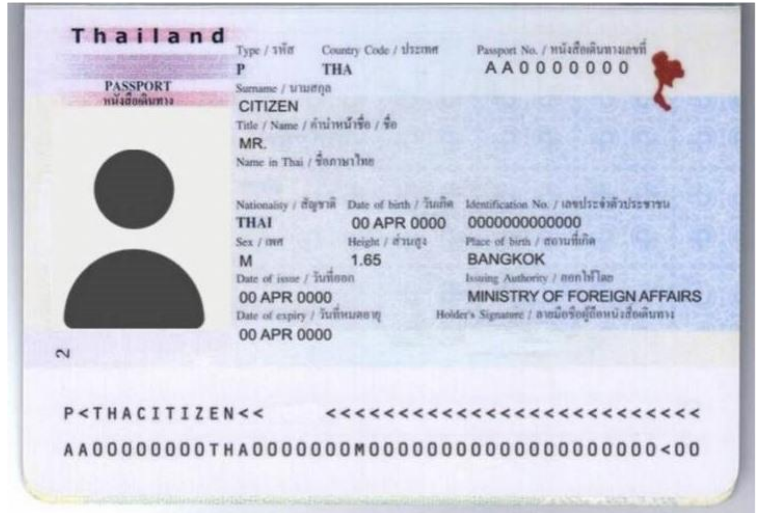 Thailand
PASSPORT
หนังสือเดินทาง
Type / รหัส Country Code / ประเทศ Passport No. / หนังสือเดินทางเลขที่
P THA AA0000000
Surname / นามสกุล
CITIZEN
Title / Name / คำนำหน้าชื่อ / ชื่อ
MR.
Name in Thai / ชื่อภาษาไทย
Nationality / สัญชาติ Date of birth / วันเกิด Identification No. / เลขประจำตัวประชาชน
THAI 00 APR 0000 0000000000000
Sex / เพศ Height / ส่วนสูง Place of birth / สถานที่เกิด
M 1.65 BANGKOK
Date of issue / วันที่ออก Issuing Authority / ออกให้โดย
00 APR 0000 MINISTRY OF FOREIGN AFFAIRS
Date of expiry / วันที่หมดอายุ Holder's Signature / ลายมือชื่อผู้ถือหนังสือเดินทาง
00 APR 0000
2
P<THACITIZEN<< <<<<<<<<<<<<<<<<<<<<<<<<<<
AA00000000THA0000000M00000000000000000000<00